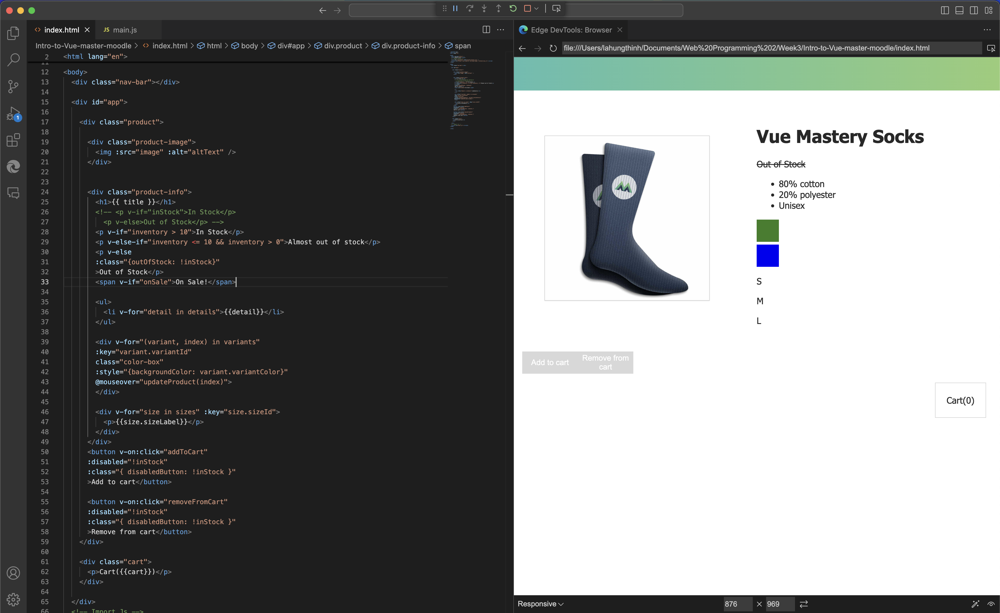 index.html
JS main.js
Intro-to-Vue-master-moodle > index.html > html > body > div#app > div.product > div.product-info > span
2 <html lang="en">
11
12 <body>
13 <div class="nav-bar"></div>
14
15 <div id="app">
16
17 <div class="product">
18
19 <div class="product-image">
20 <img :src="image" :alt="altText" />
21 </div>
22
23
24 <div class="product-info">
25 <h1>{{ title }}</h1>
26 <!-- <p v-if="inStock">In Stock</p>
27 <p v-else>Out of Stock</p> -->
28 <p v-if="inventory > 10">In Stock</p>
29 <p v-else-if="inventory <= 10 && inventory > 0">Almost out of stock</p>
30 <p v-else
31 :class="{outOfStock: !inStock}"
32 >Out of Stock</p>
33 <span v-if="onSale">On Sale!</span>
34
35 <ul>
36 <li v-for="detail in details">{{detail}}</li>
37 </ul>
38
39 <div v-for="(variant, index) in variants"
40 :key="variant.variantId"
41 class="color-box"
42 :style="{backgroundColor: variant.variantColor}"
43 @mouseover="updateProduct(index)">
44 </div>
45
46 <div v-for="size in sizes" :key="size.sizeId">
47 <p>{{size.sizeLabel}}</p>
48 </div>
49 </div>
50 <button v-on:click="addToCart"
51 :disabled="!inStock"
52 :class="{ disabledButton: !inStock }"
53 >Add to cart</button>
54
55 <button v-on:click="removeFromCart"
56 :disabled="!inStock"
57 :class="{ disabledButton: !inStock }"
58 >Remove from cart</button>
59 </div>
60
61 <div class="cart">
62 <p>Cart({{cart}})</p>
63 </div>
64
65 </div>
66 <!-- Import Js -->
1
Edge DevTools: Browser
file:///Users/lahungthinh/Documents/Web%20Programming%202/Week3/Intro-to-Vue-master-moodle/index.html
Vue Mastery Socks
Out of Stock
• 80% cotton
• 20% polyester
• Unisex
S
M
L
Add to cart
Remove from
cart
Cart(0)
Responsive
876 × 969